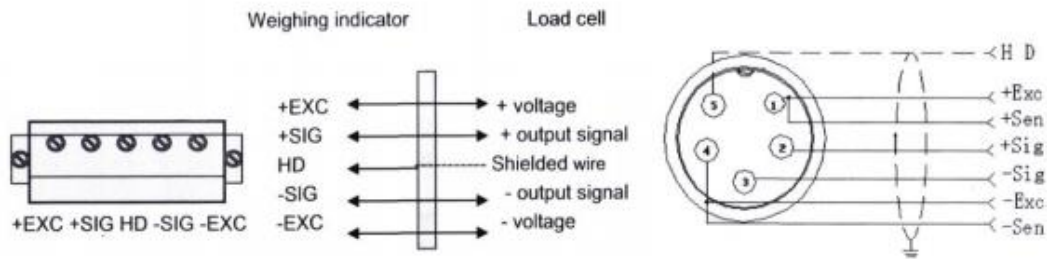 Weighing indicator Load cell
+EXC + voltage
+SIG + output signal
HD Shielded wire
-SIG - output signal
-EXC - voltage
+EXC +SIG HD -SIG -EXC
5 1
4 2
3
H D
+Exc
+Sen
+Sig
-Sig
-Exc
-Sen